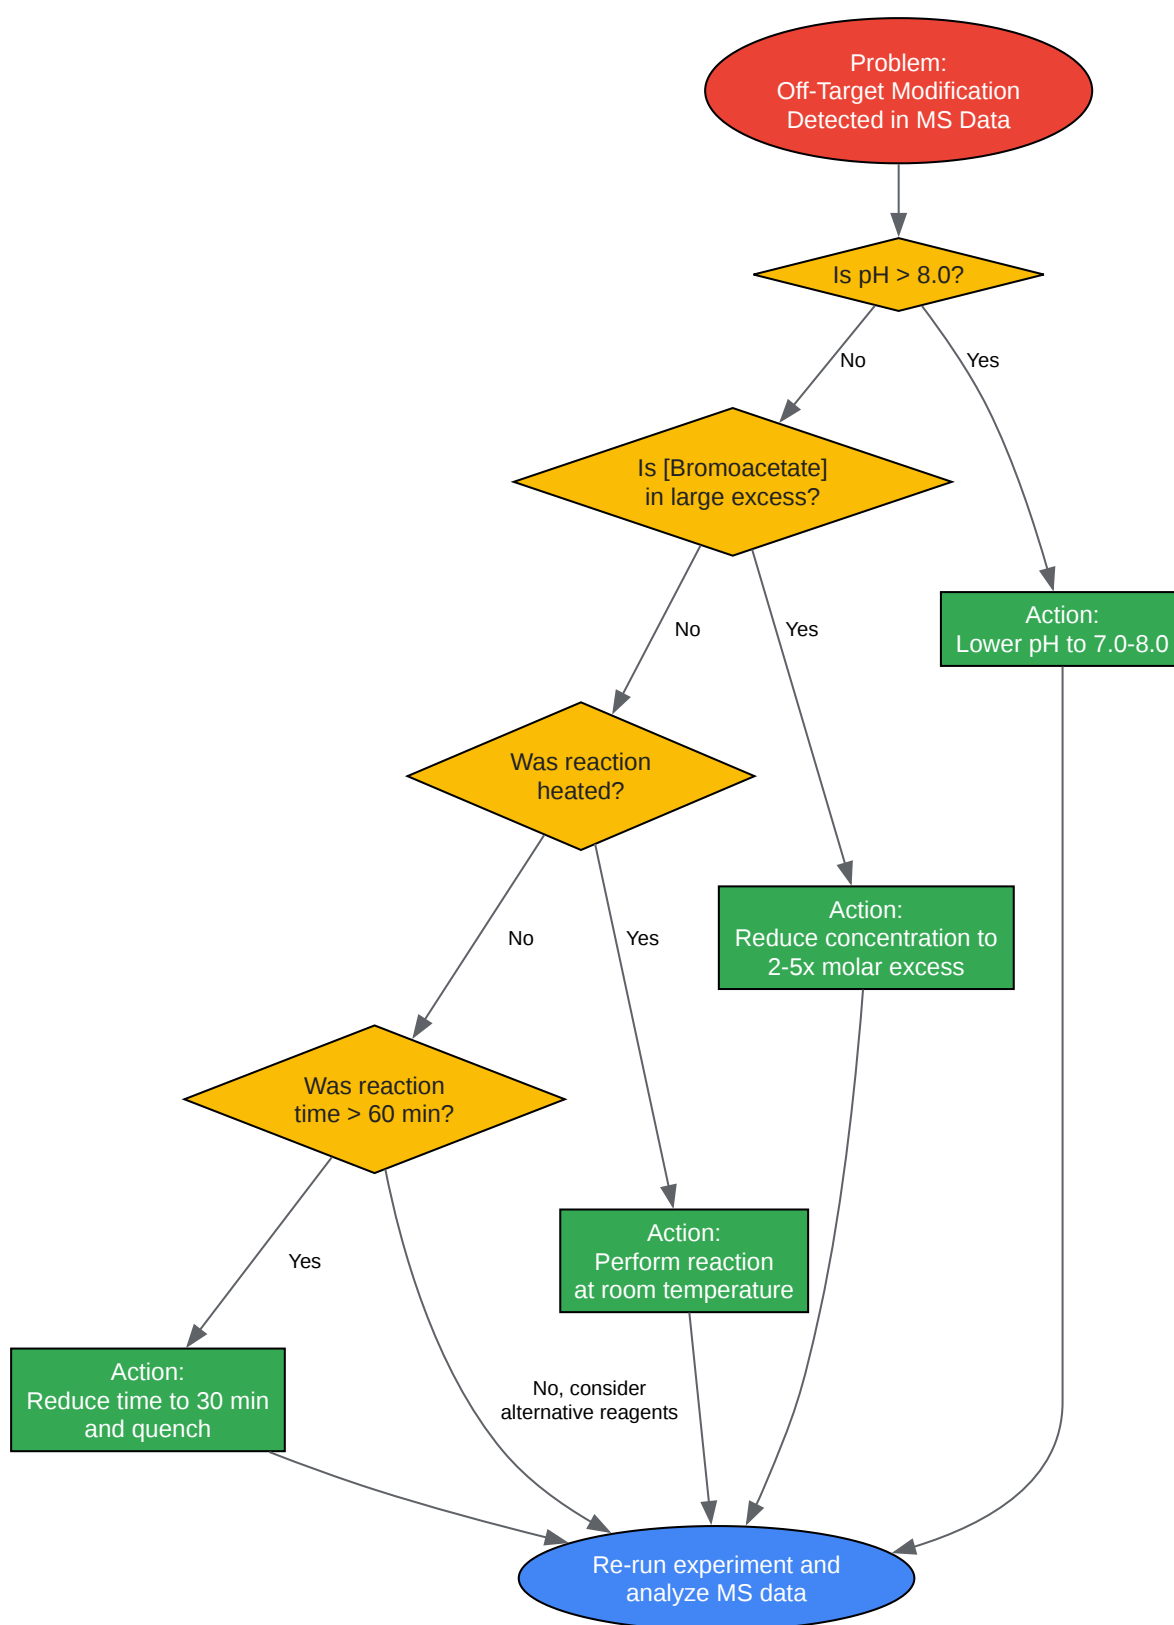 Problem:
Off-Target Modification
Detected in MS Data
Is pH > 8.0?
No
Yes
Is [Bromoacetate]
in large excess?
Action:
Lower pH to 7.0-8.0
No
Yes
Was reaction
heated?
Action:
Reduce concentration to
2-5x molar excess
No
Yes
Was reaction
time > 60 min?
Action:
Perform reaction
at room temperature
Yes
Action:
Reduce time to 30 min
and quench
No, consider
alternative reagents
Re-run experiment and
analyze MS data